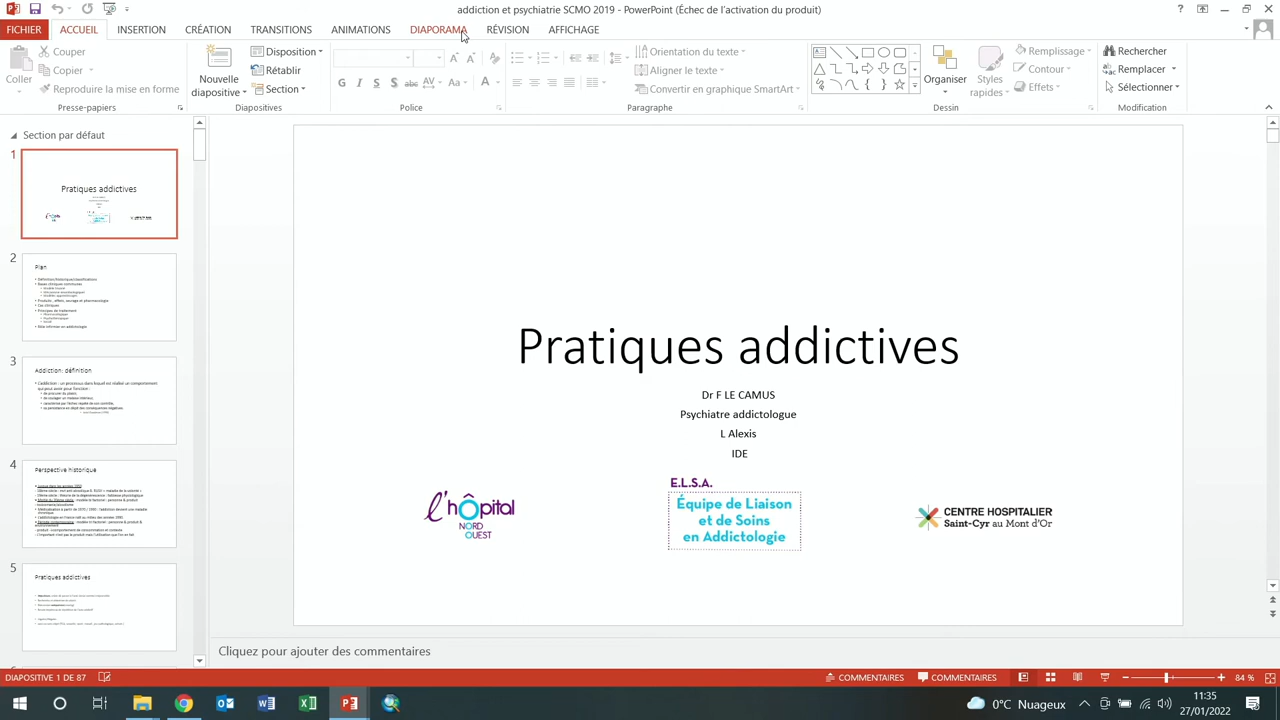 addiction et psychiatrie SCMO 2019 - PowerPoint (Échec de l'activation du produit)
FICHIER ACCUEIL INSERTION CRÉATION TRANSITIONS ANIMATIONS DIAPORAMA RÉVISION AFFICHAGE
Coller
Couper
Copier
Reproduire la mise en forme
Presse-papiers
Nouvelle
diapositive
Disposition
Rétablir
Section
Diapositives
Police
Orientation du texte
Aligner le texte
Convertir en graphique SmartArt
Paragraphe
Organiser
Styles
rapides
Remplissage
Contour
Effets
Dessin
Rechercher
Remplacer
Sélectionner
Modification
Section par défaut
1
Pratiques addictives
2
Plan
3
Addiction: définition
4
Perspective historique
5
Pratiques addictives
Pratiques addictives
Dr F LE CAMUS
Psychiatre addictologue
L Alexis
IDE
l'hôpital
NORD
OUEST
E.L.S.A.
Équipe de Liaison
et de Soins
en Addictologie
CENTRE HOSPITALIER
Saint-Cyr au Mont d'Or
Cliquez pour ajouter des commentaires
DIAPOSITIVE 1 DE 87
COMMENTAIRES
COMMENTAIRES
84 %
0°C Nuageux
11:35
27/01/2022